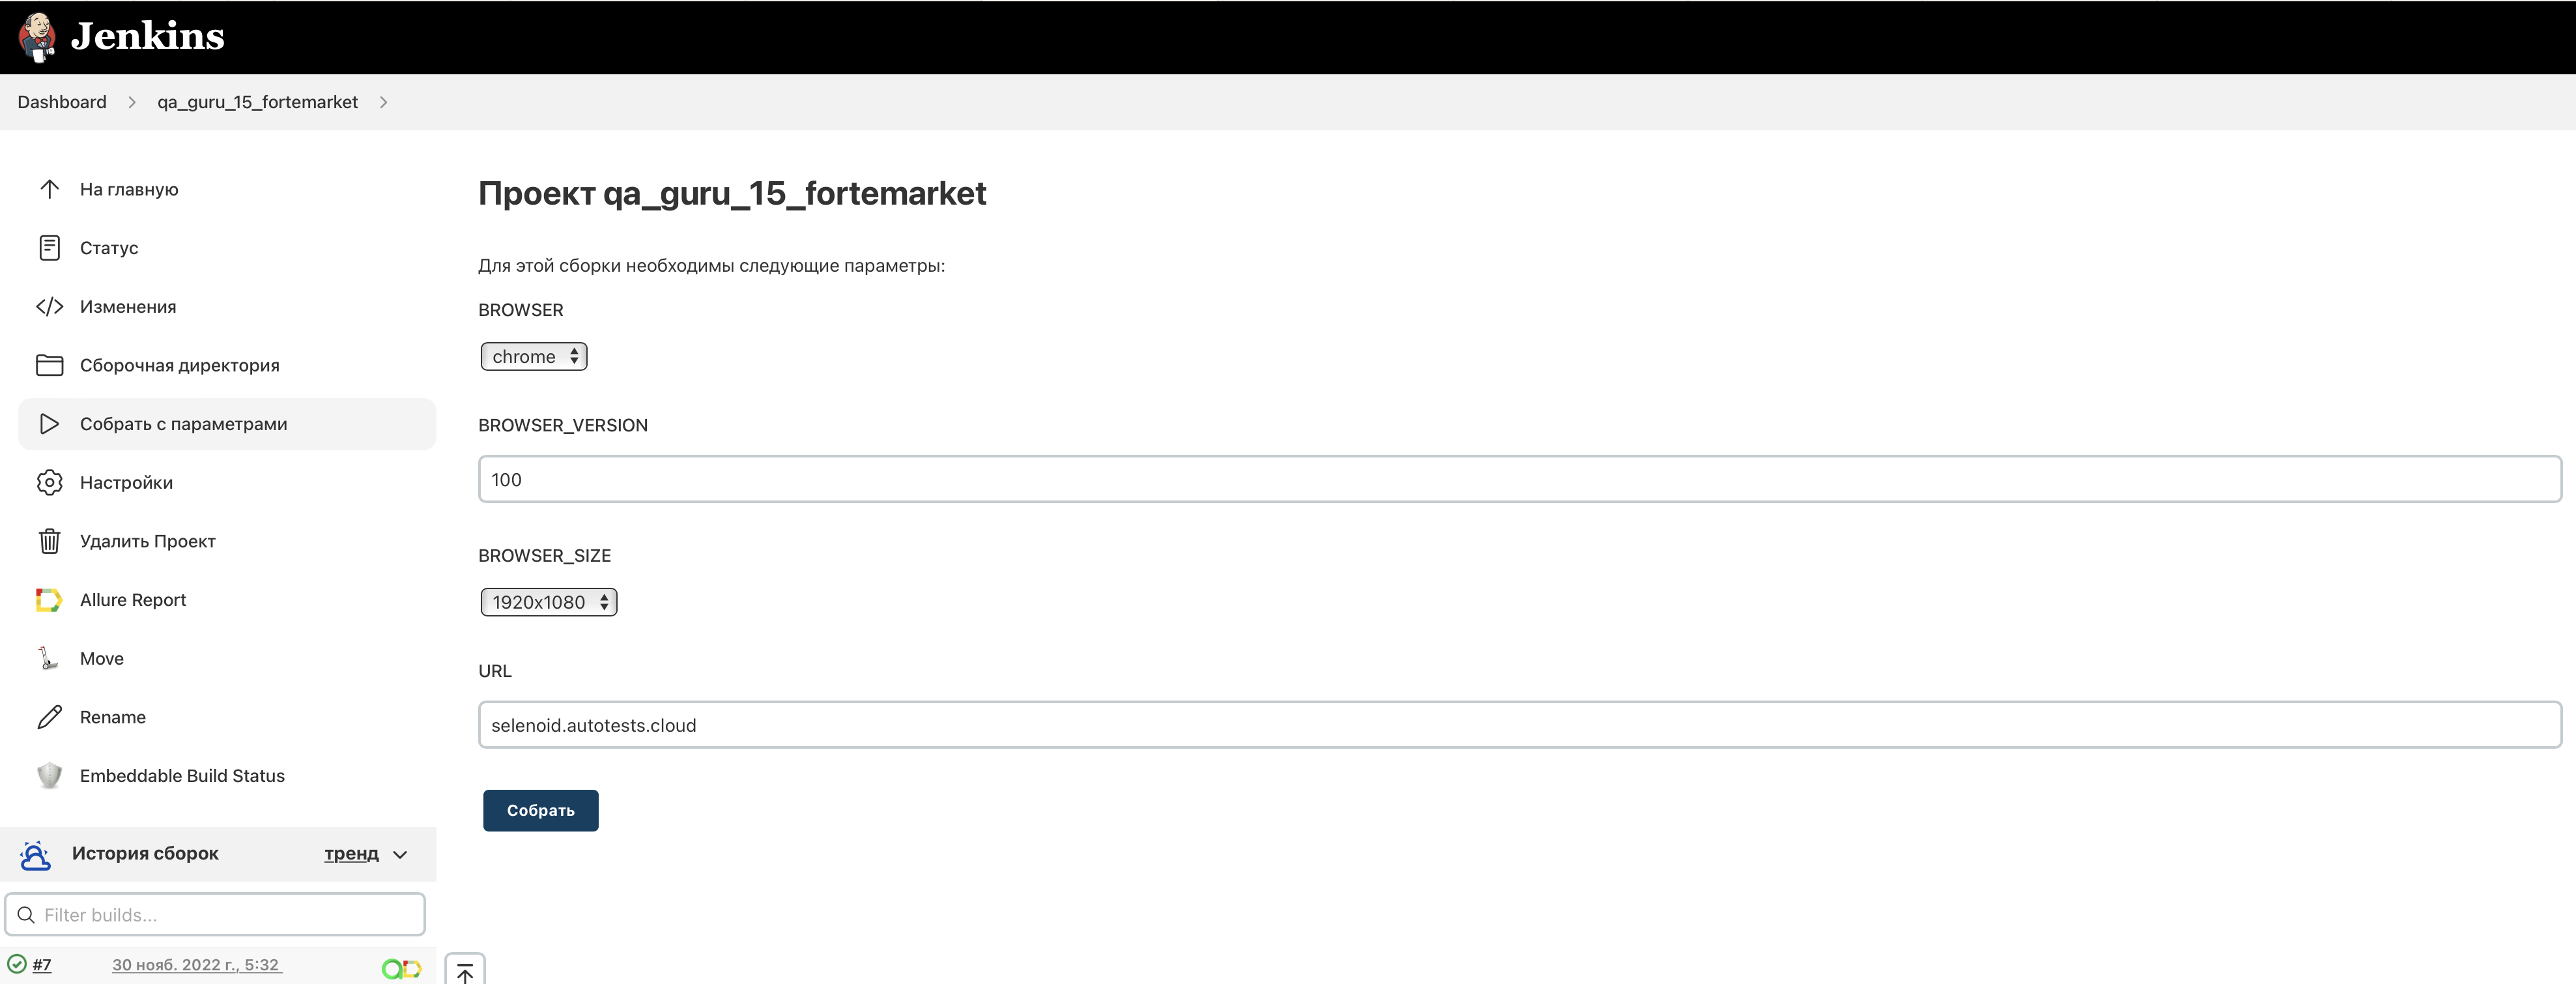 Jenkins
Dashboard
qa_guru_15_fortemarket
На главную
Статус
Изменения
Сборочная директория
Собрать с параметрами
Настройки
Удалить Проект
Allure Report
Move
Rename
Embeddable Build Status
История сборок
тренд
Filter builds...
#7
30 нояб. 2022 г., 5:32
Проект qa_guru_15_fortemarket
Для этой сборки необходимы следующие параметры:
BROWSER
chrome
BROWSER_VERSION
100
BROWSER_SIZE
1920x1080
URL
selenoid.autotests.cloud
Собрать